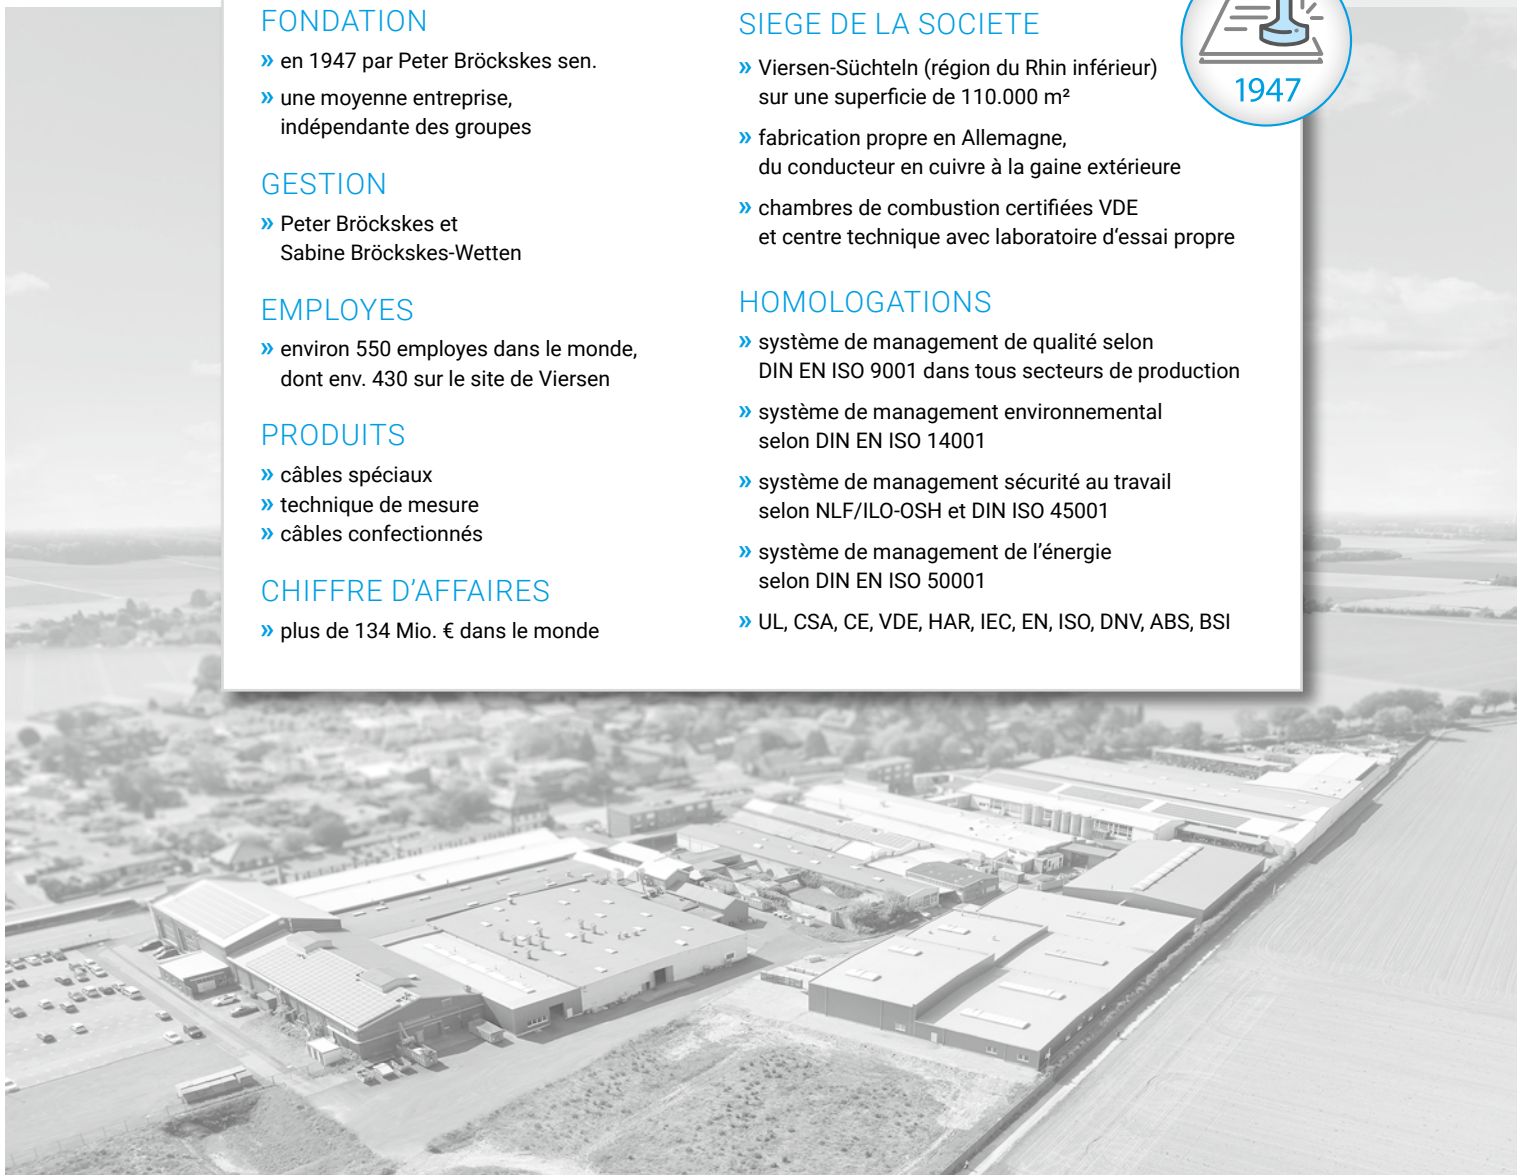 FONDATION
» en 1947 par Peter Bröckskes sen.
» une moyenne entreprise,
indépendante des groupes
GESTION
» Peter Bröckskes et
Sabine Bröckskes-Wetten
EMPLOYES
» environ 550 employes dans le monde,
dont env. 430 sur le site de Viersen
PRODUITS
» câbles spéciaux
» technique de mesure
» câbles confectionnés
CHIFFRE D’AFFAIRES
» plus de 134 Mio. € dans le monde
SIEGE DE LA SOCIETE
» Viersen-Süchteln (région du Rhin inférieur)
sur une superficie de 110.000 m²
» fabrication propre en Allemagne,
du conducteur en cuivre à la gaine extérieure
» chambres de combustion certifiées VDE
et centre technique avec laboratoire d‘essai propre
HOMOLOGATIONS
» système de management de qualité selon
DIN EN ISO 9001 dans tous secteurs de production
» système de management environnemental
selon DIN EN ISO 14001
» système de management sécurité au travail
selon NLF/ILO-OSH et DIN ISO 45001
» système de management de l’énergie
selon DIN EN ISO 50001
» UL, CSA, CE, VDE, HAR, IEC, EN, ISO, DNV, ABS, BSI
1947